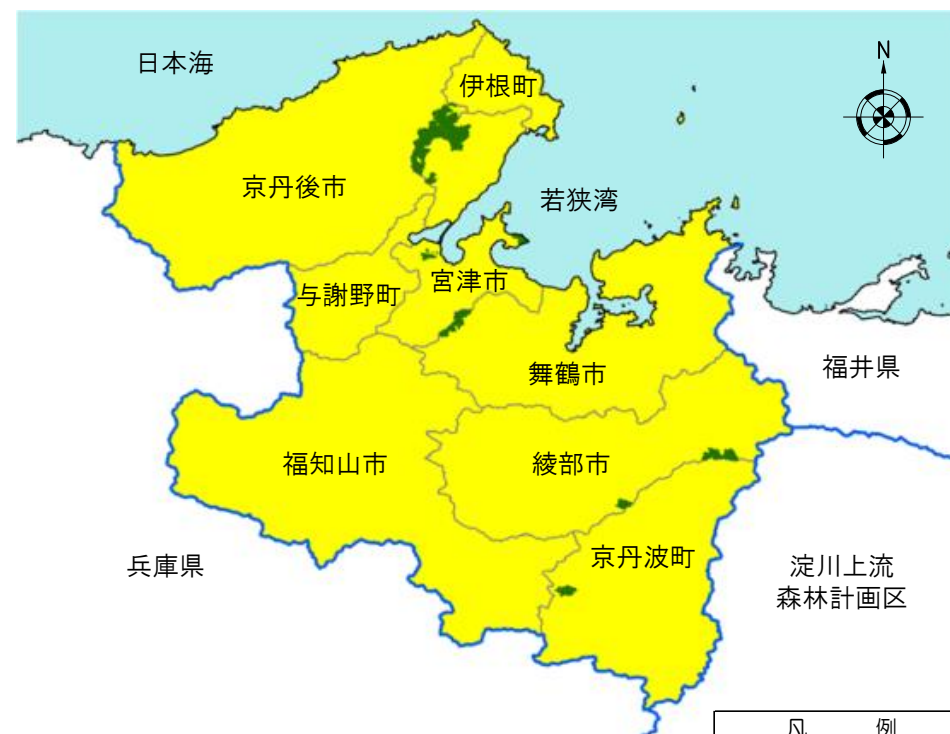 日本海
伊根町
N
京丹後市
若狭湾
宮津市
与謝野町
舞鶴市
福井県
福知山市
綾部市
京丹波町
兵庫県
淀川上流
森林計画区
凡 例